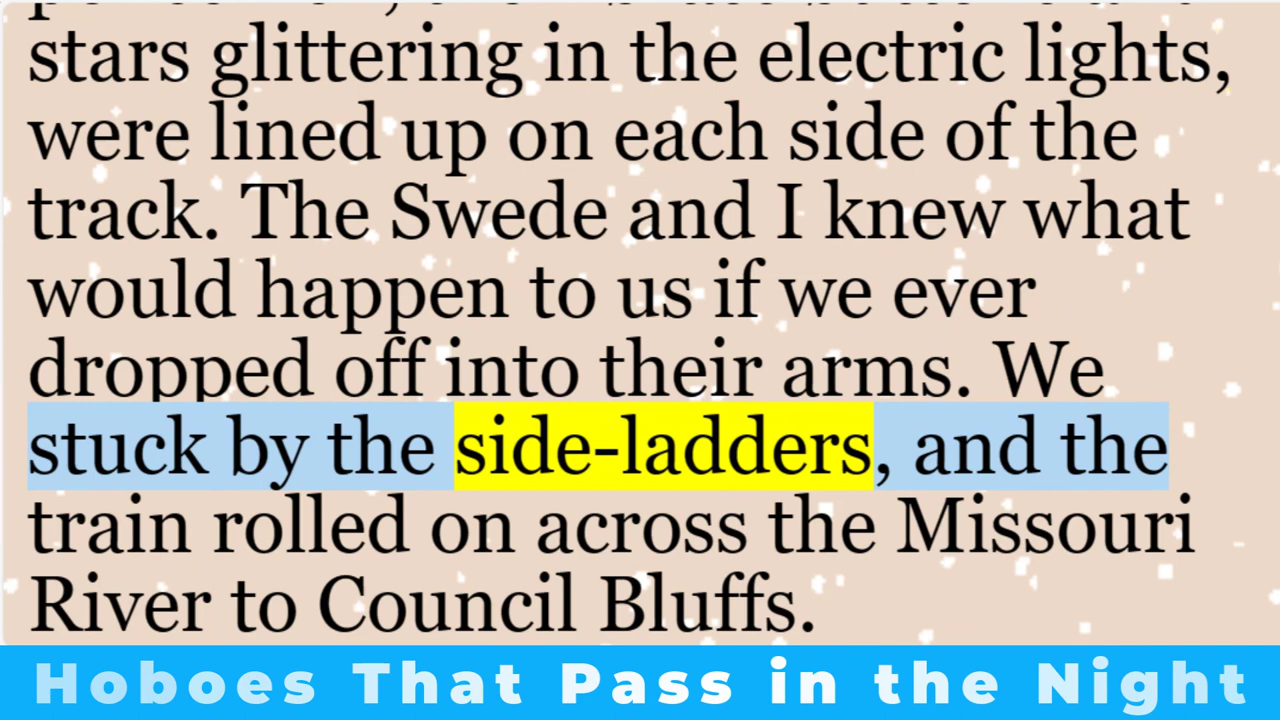 stars glittering in the electric lights,
were lined up on each side of the
track. The Swede and I knew what
would happen to us if we ever
dropped off into their arms. We
stuck by the side-ladders, and the
train rolled on across the Missouri
River to Council Bluffs.
Hoboes That Pass in the Night